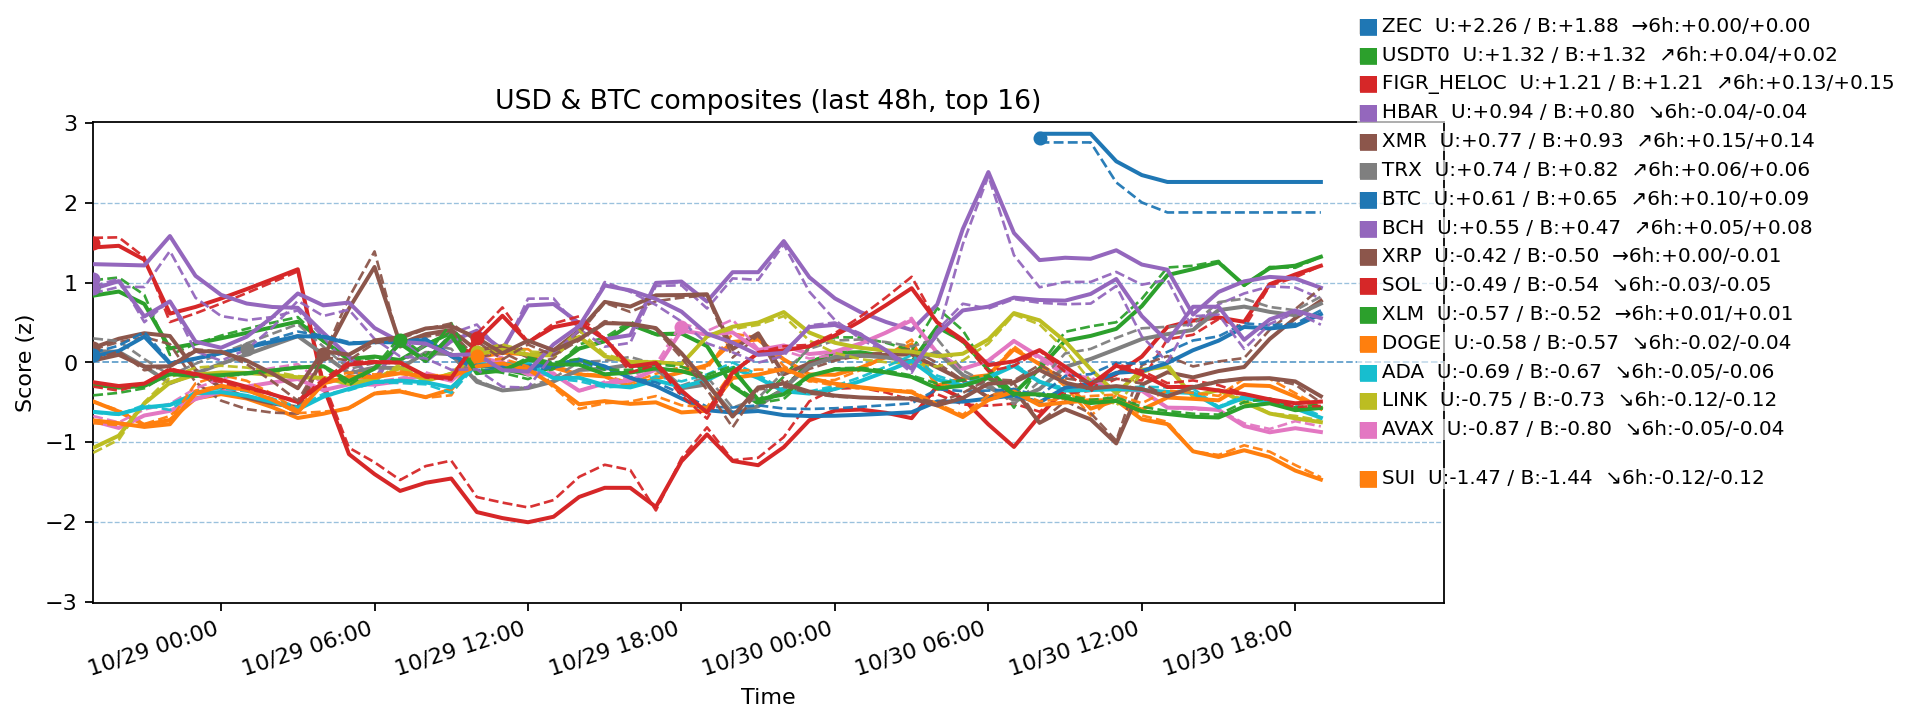 ZEC  U:+2.26 / B:+1.88  →6h:+0.00/+0.00
USDT0  U:+1.32 / B:+1.32  ↗6h:+0.04/+0.02
FIGR_HELOC  U:+1.21 / B:+1.21  ↗6h:+0.13/+0.15
HBAR  U:+0.94 / B:+0.80  ↘6h:-0.04/-0.04
XMR  U:+0.77 / B:+0.93  ↗6h:+0.15/+0.14
TRX  U:+0.74 / B:+0.82  ↗6h:+0.06/+0.06
BTC  U:+0.61 / B:+0.65  ↗6h:+0.10/+0.09
BCH  U:+0.55 / B:+0.47  ↗6h:+0.05/+0.08
XRP  U:-0.42 / B:-0.50  →6h:+0.00/-0.01
SOL  U:-0.49 / B:-0.54  ↘6h:-0.03/-0.05
XLM  U:-0.57 / B:-0.52  →6h:+0.01/+0.01
DOGE  U:-0.58 / B:-0.57  ↘6h:-0.02/-0.04
ADA  U:-0.69 / B:-0.67  ↘6h:-0.05/-0.06
LINK  U:-0.75 / B:-0.73  ↘6h:-0.12/-0.12
AVAX  U:-0.87 / B:-0.80  ↘6h:-0.05/-0.04
SUI  U:-1.47 / B:-1.44  ↘6h:-0.12/-0.12
USD & BTC composites (last 48h, top 16)
Score (z)
3
2
1
0
−1
−2
−3
10/29 00:00
10/29 06:00
10/29 12:00
10/29 18:00
10/30 00:00
10/30 06:00
10/30 12:00
10/30 18:00
Time